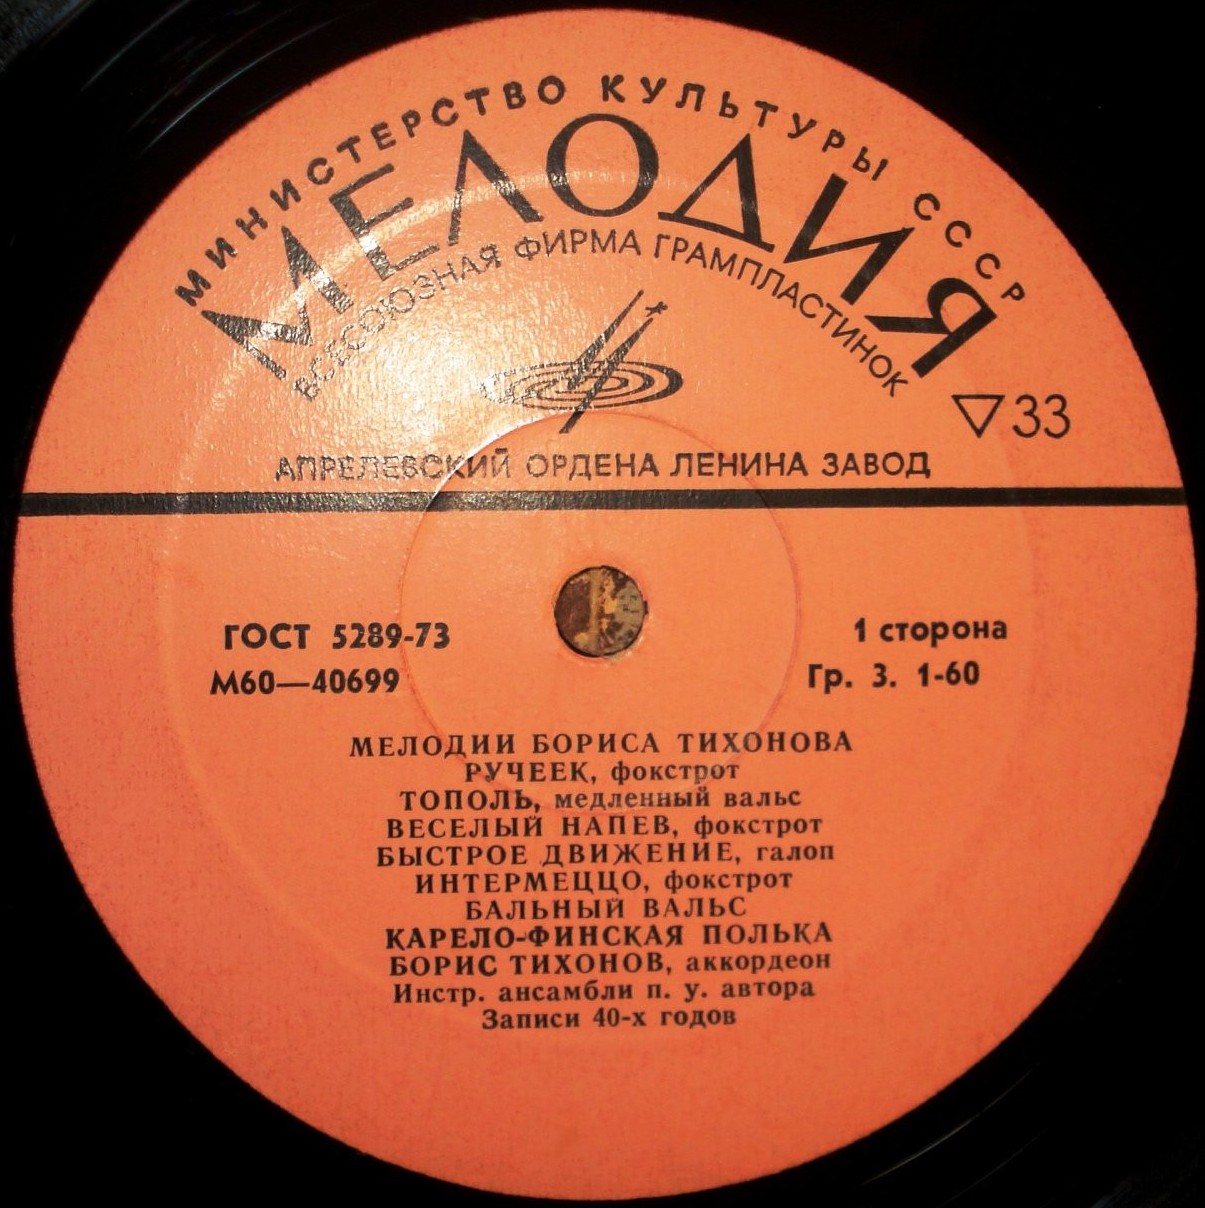 МИНИСТЕРСТВО КУЛЬТУРЫ СССР
МЕЛОДИЯ
ВСЕСОЮЗНАЯ ФИРМА ГРАМПЛАСТИНОК
▽33
АПРЕЛЕВСКИЙ ОРДЕНА ЛЕНИНА ЗАВОД
ГОСТ 5289-73
М60—40699
1 сторона
Гр. 3. 1-60
МЕЛОДИИ БОРИСА ТИХОНОВА
РУЧЕЕК, фокстрот
ТОПОЛЬ, медленный вальс
ВЕСЕЛЫЙ НАПЕВ, фокстрот
БЫСТРОЕ ДВИЖЕНИЕ, галоп
ИНТЕРМЕЦЦО, фокстрот
БАЛЬНЫЙ ВАЛЬС
КАРЕЛО-ФИНСКАЯ ПОЛЬКА
БОРИС ТИХОНОВ, аккордеон
Инстр. ансамбли п. у. автора
Записи 40-х годов